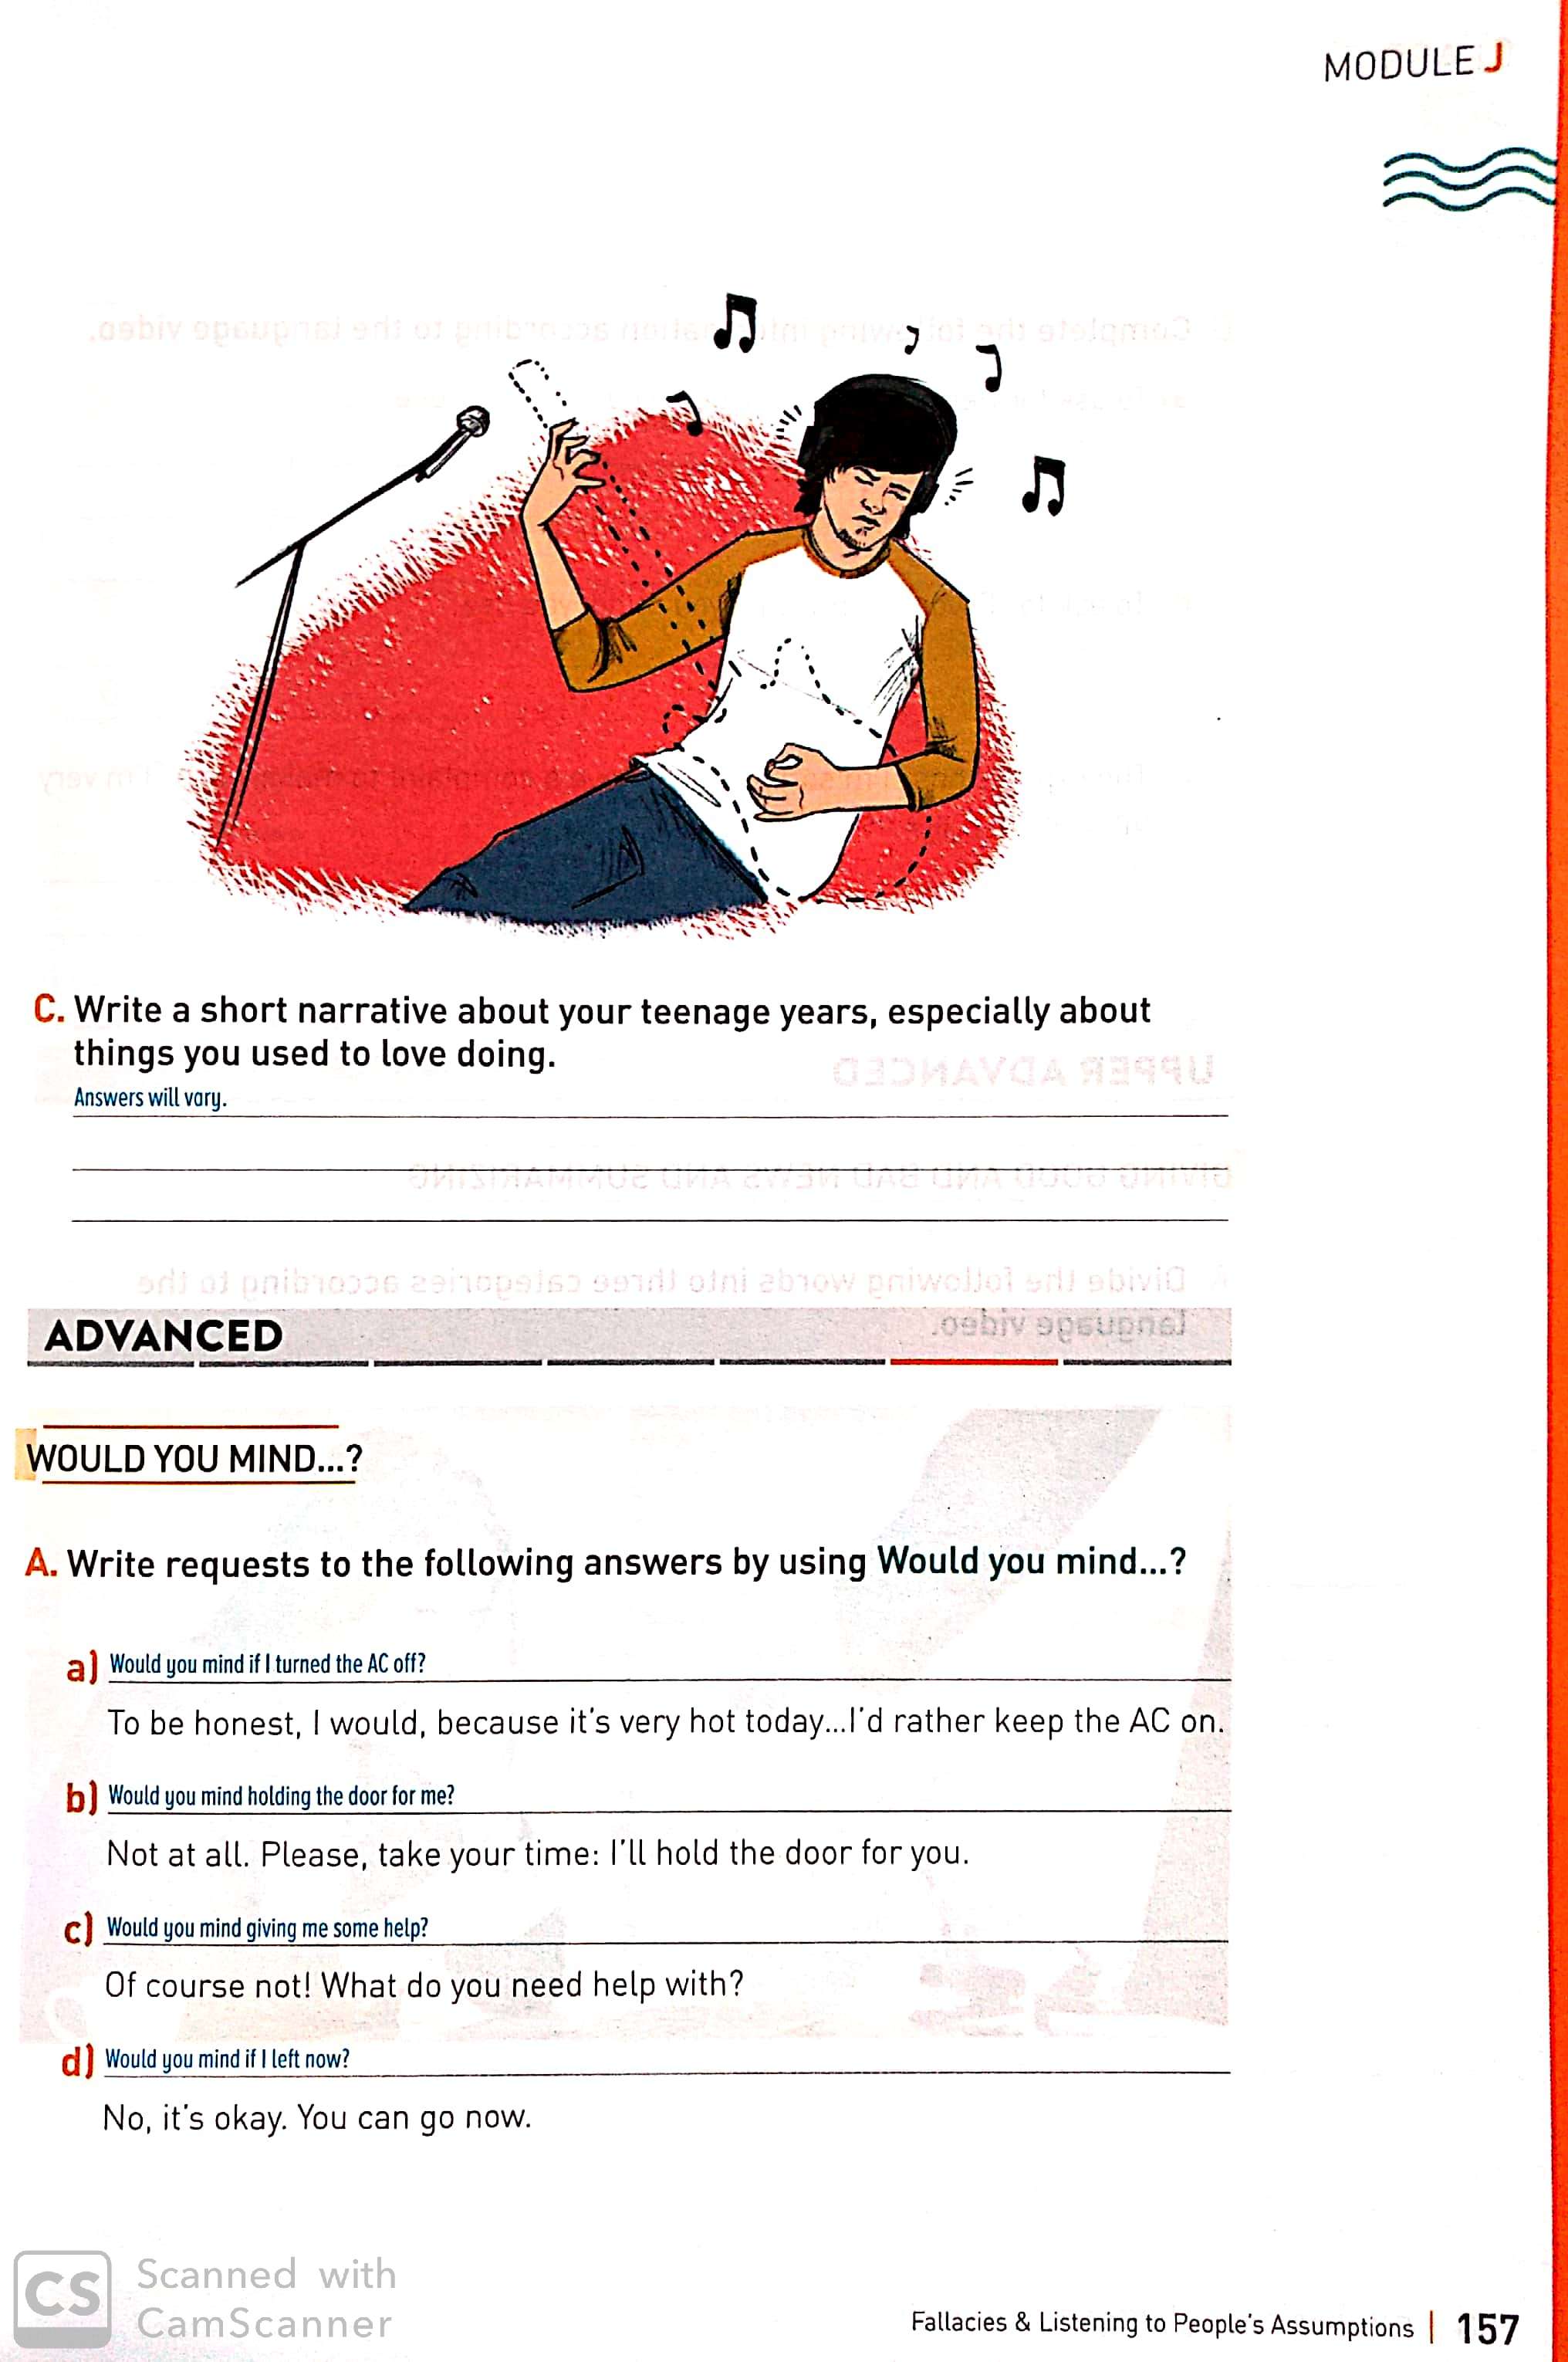 MODULE J
C. Write a short narrative about your teenage years, especially about
things you used to love doing.
Answers will vary.
ADVANCED
WOULD YOU MIND...?
A. Write requests to the following answers by using Would you mind...?
a) Would you mind if I turned the AC off?
To be honest, I would, because it's very hot today...I'd rather keep the AC on.
b) Would you mind holding the door for me?
Not at all. Please, take your time: I'll hold the door for you.
c) Would you mind giving me some help?
Of course not! What do you need help with?
d) Would you mind if I left now?
No, it's okay. You can go now.
CS Scanned with
CamScanner
Fallacies & Listening to People's Assumptions | 157